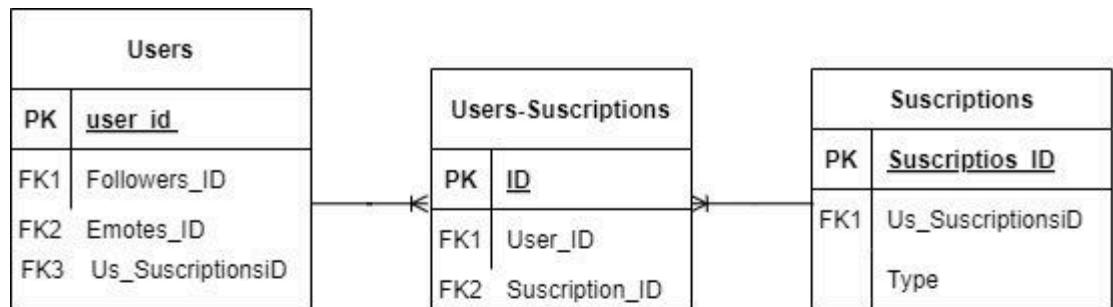 Users
PK user_id
FK1 Followers_ID
FK2 Emotes_ID
FK3 Us_SuscriptionsiD
Users-Suscriptions
PK ID
FK1 User_ID
FK2 Suscription_ID
Suscriptions
PK Suscriptios_ID
FK1 Us_SuscriptionsiD
Type